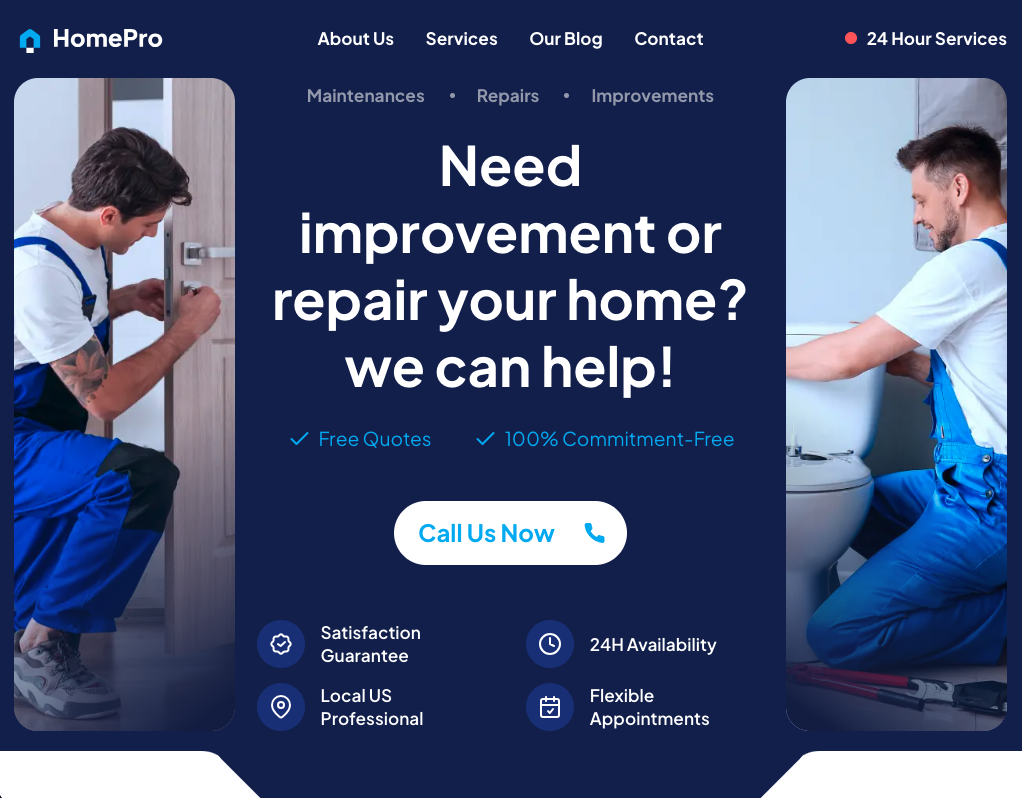 HomePro
About Us
Services
Our Blog
Contact
24 Hour Services
Maintenances • Repairs • Improvements
Need
improvement or
repair your home?
we can help!
Free Quotes
100% Commitment-Free
Call Us Now
Satisfaction
Guarantee
24H Availability
Local US
Professional
Flexible
Appointments